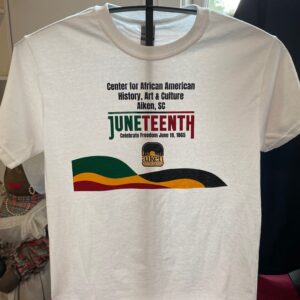 Center for African American
History, Art & Culture
Aiken, SC
JUNETEENTH
Celebrate Freedom June 19, 1865